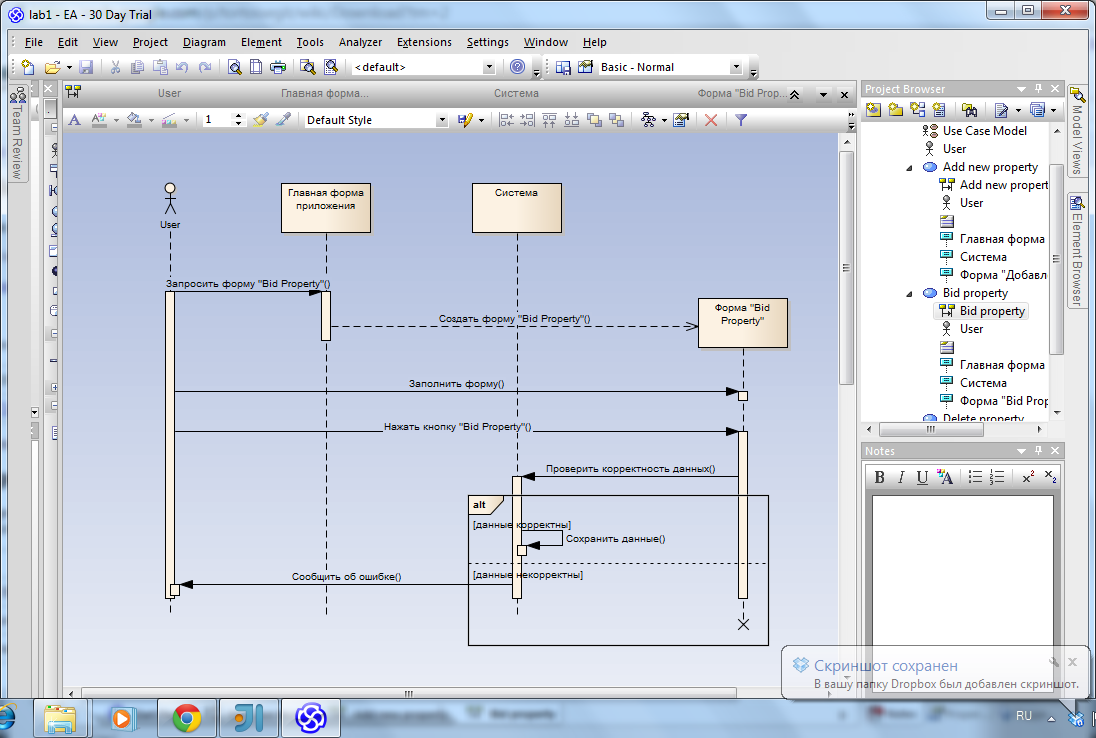 lab1 - EA - 30 Day Trial
File Edit View Project Diagram Element Tools Analyzer Extensions Settings Window Help
<default> Basic - Normal
User Главная форма... Система Форма "Bid Prop...
1 Default Style
Team Review
User
Главная форма
приложения
Система
Запросить форму "Bid Property"()
Создать форму "Bid Property"()
Форма "Bid
Property"
Заполнить форму()
Нажать кнопку "Bid Property"()
Проверить корректность данных()
alt
[данные корректны]
Сохранить данные()
[данные некорректны]
Сообщить об ошибке()
Project Browser
Use Case Model
User
Add new property
Add new propert
User
Главная форма
Система
Форма "Добавл
Bid property
Bid property
User
Главная форма
Система
Форма "Bid Prop
Delete property
Model Views
Element Browser
Notes
B I U A x² x₂
Скриншот сохранен
В вашу папку Dropbox был добавлен скриншот.
RU